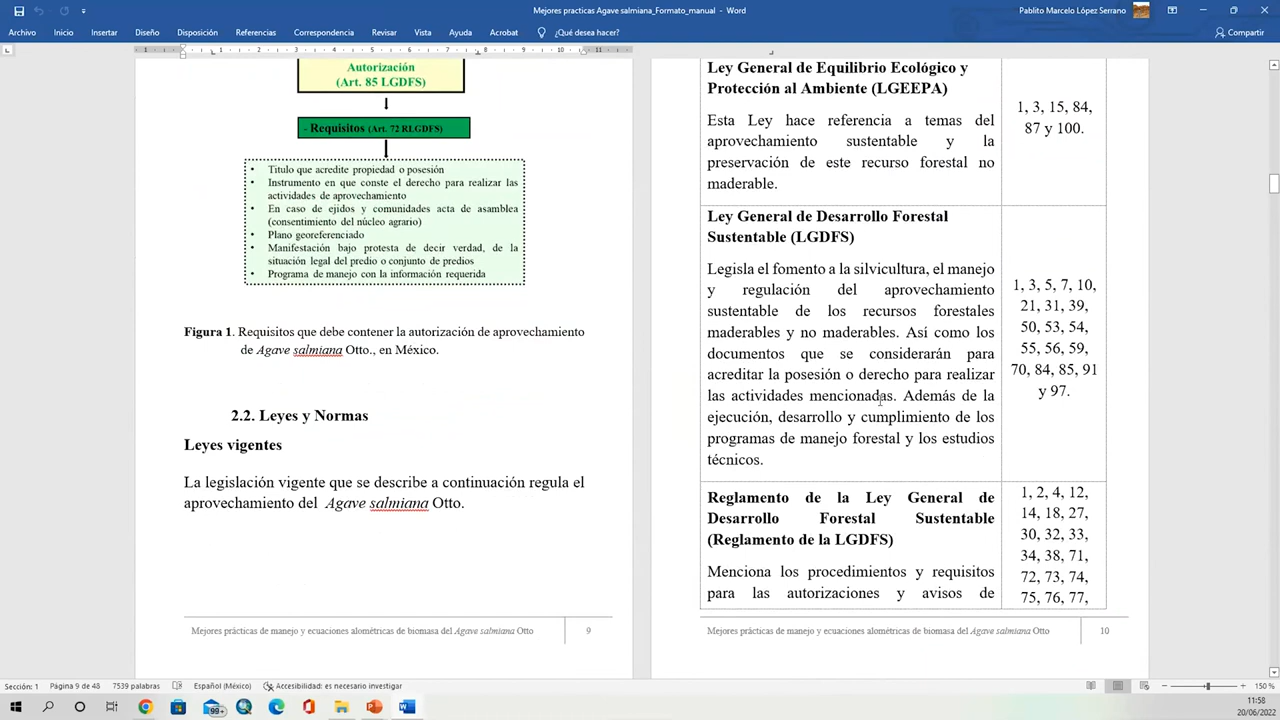 Mejores practicas Agave salmiana_Formato_manual - Word
Pablito Marcelo López Serrano
Archivo Inicio Insertar Diseño Disposición Referencias Correspondencia Revisar Vista Ayuda Acrobat ¿Qué desea hacer? Compartir
Autorización
(Art. 85 LGDFS)
- Requisitos (Art. 72 RLGDFS)
• Titulo que acredite propiedad o posesión
• Instrumento en que conste el derecho para realizar las
actividades de aprovechamiento
• En caso de ejidos y comunidades acta de asamblea
(consentimiento del núcleo agrario)
• Plano georeferenciado
• Manifestación bajo protesta de decir verdad, de la
situación legal del predio o conjunto de predios
• Programa de manejo con la información requerida
Figura 1. Requisitos que debe contener la autorización de aprovechamiento
de Agave salmiana Otto., en México.
2.2. Leyes y Normas
Leyes vigentes
La legislación vigente que se describe a continuación regula el
aprovechamiento del Agave salmiana Otto.
Mejores prácticas de manejo y ecuaciones alométricas de biomasa del Agave salmiana Otto 9
Ley General de Equilibrio Ecológico y
Protección al Ambiente (LGEEPA)
Esta Ley hace referencia a temas del
aprovechamiento sustentable y la
preservación de este recurso forestal no
maderable.
1, 3, 15, 84,
87 y 100.
Ley General de Desarrollo Forestal
Sustentable (LGDFS)
Legisla el fomento a la silvicultura, el manejo
y regulación del aprovechamiento
sustentable de los recursos forestales
maderables y no maderables. Así como los
documentos que se considerarán para
acreditar la posesión o derecho para realizar
las actividades mencionadas. Además de la
ejecución, desarrollo y cumplimiento de los
programas de manejo forestal y los estudios
técnicos.
1, 3, 5, 7, 10,
21, 31, 39,
50, 53, 54,
55, 56, 59,
70, 84, 85, 91
y 97.
Reglamento de la Ley General de
Desarrollo Forestal Sustentable
(Reglamento de la LGDFS)
Menciona los procedimientos y requisitos
para las autorizaciones y avisos de
1, 2, 4, 12,
14, 18, 27,
30, 32, 33,
34, 38, 71,
72, 73, 74,
75, 76, 77,
Mejores prácticas de manejo y ecuaciones alométricas de biomasa del Agave salmiana Otto 10
Sección: 1 Página 9 de 48 7539 palabras Español (México) Accesibilidad: es necesario investigar 150 %
99+
11:58
20/06/2022